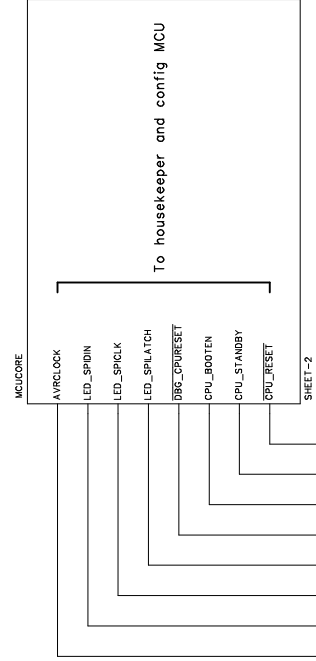 MCUCORE
AVRCLOCK
LED_SPIDIN
LED_SPICLK
LED_SPILATCH
DBG_CPURESET
CPU_BOOTEN
CPU_STANDBY
CPU_RESET
To housekeeper and config MCU
SHEET-2